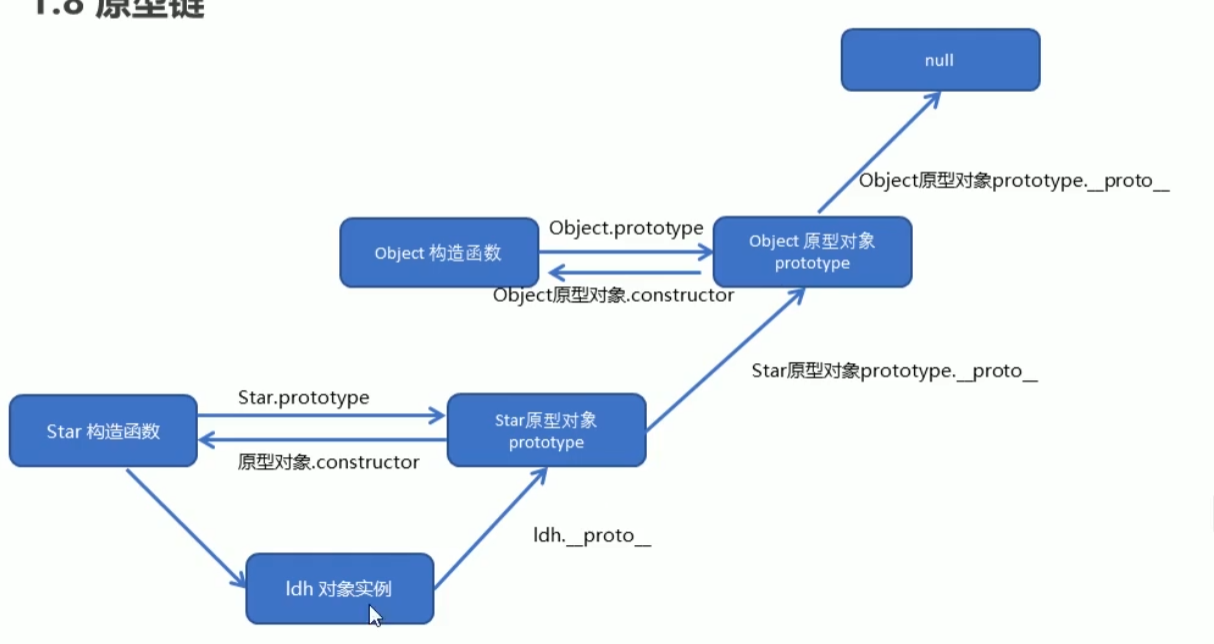 1.8 原型链
null
Object原型对象prototype.__proto__
Object.prototype
Object 构造函数
Object 原型对象
prototype
Object原型对象.constructor
Star原型对象prototype.__proto__
Star.prototype
Star 构造函数
Star原型对象
prototype
原型对象.constructor
ldh.__proto__
ldh 对象实例